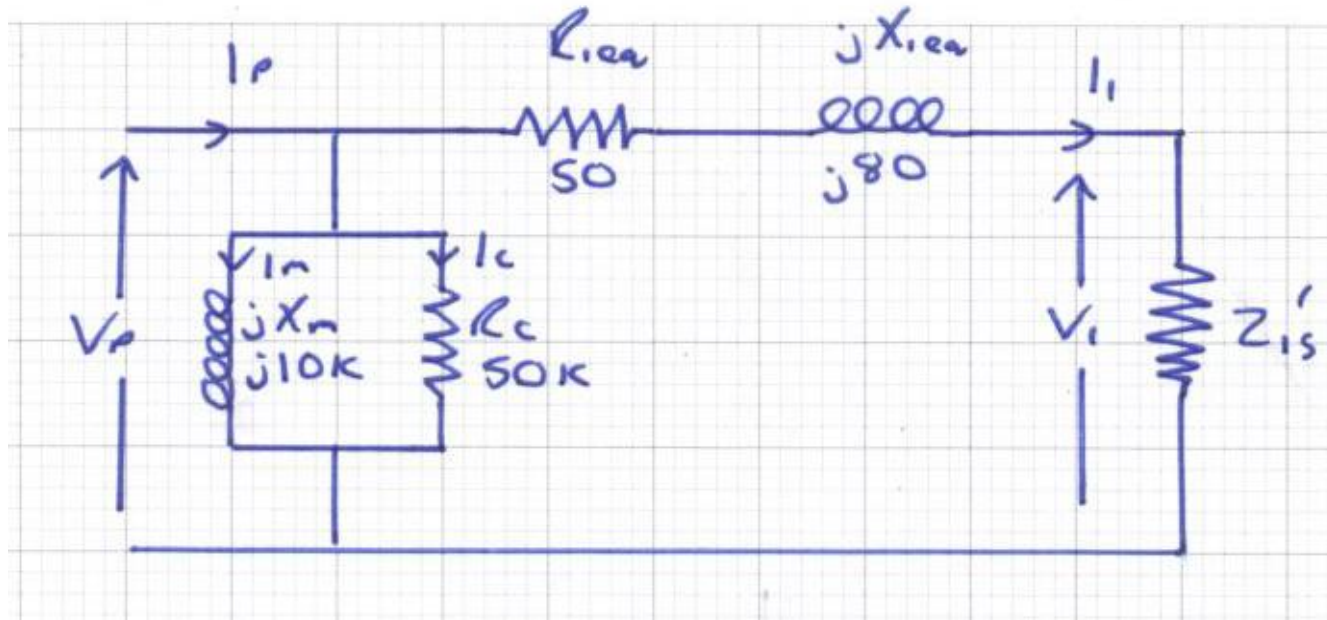 Ip
R1eq
jX1eq
I1
50
j80
Im
Ic
jXm
Rc
j10K
50K
Vp
V1
Z1s'